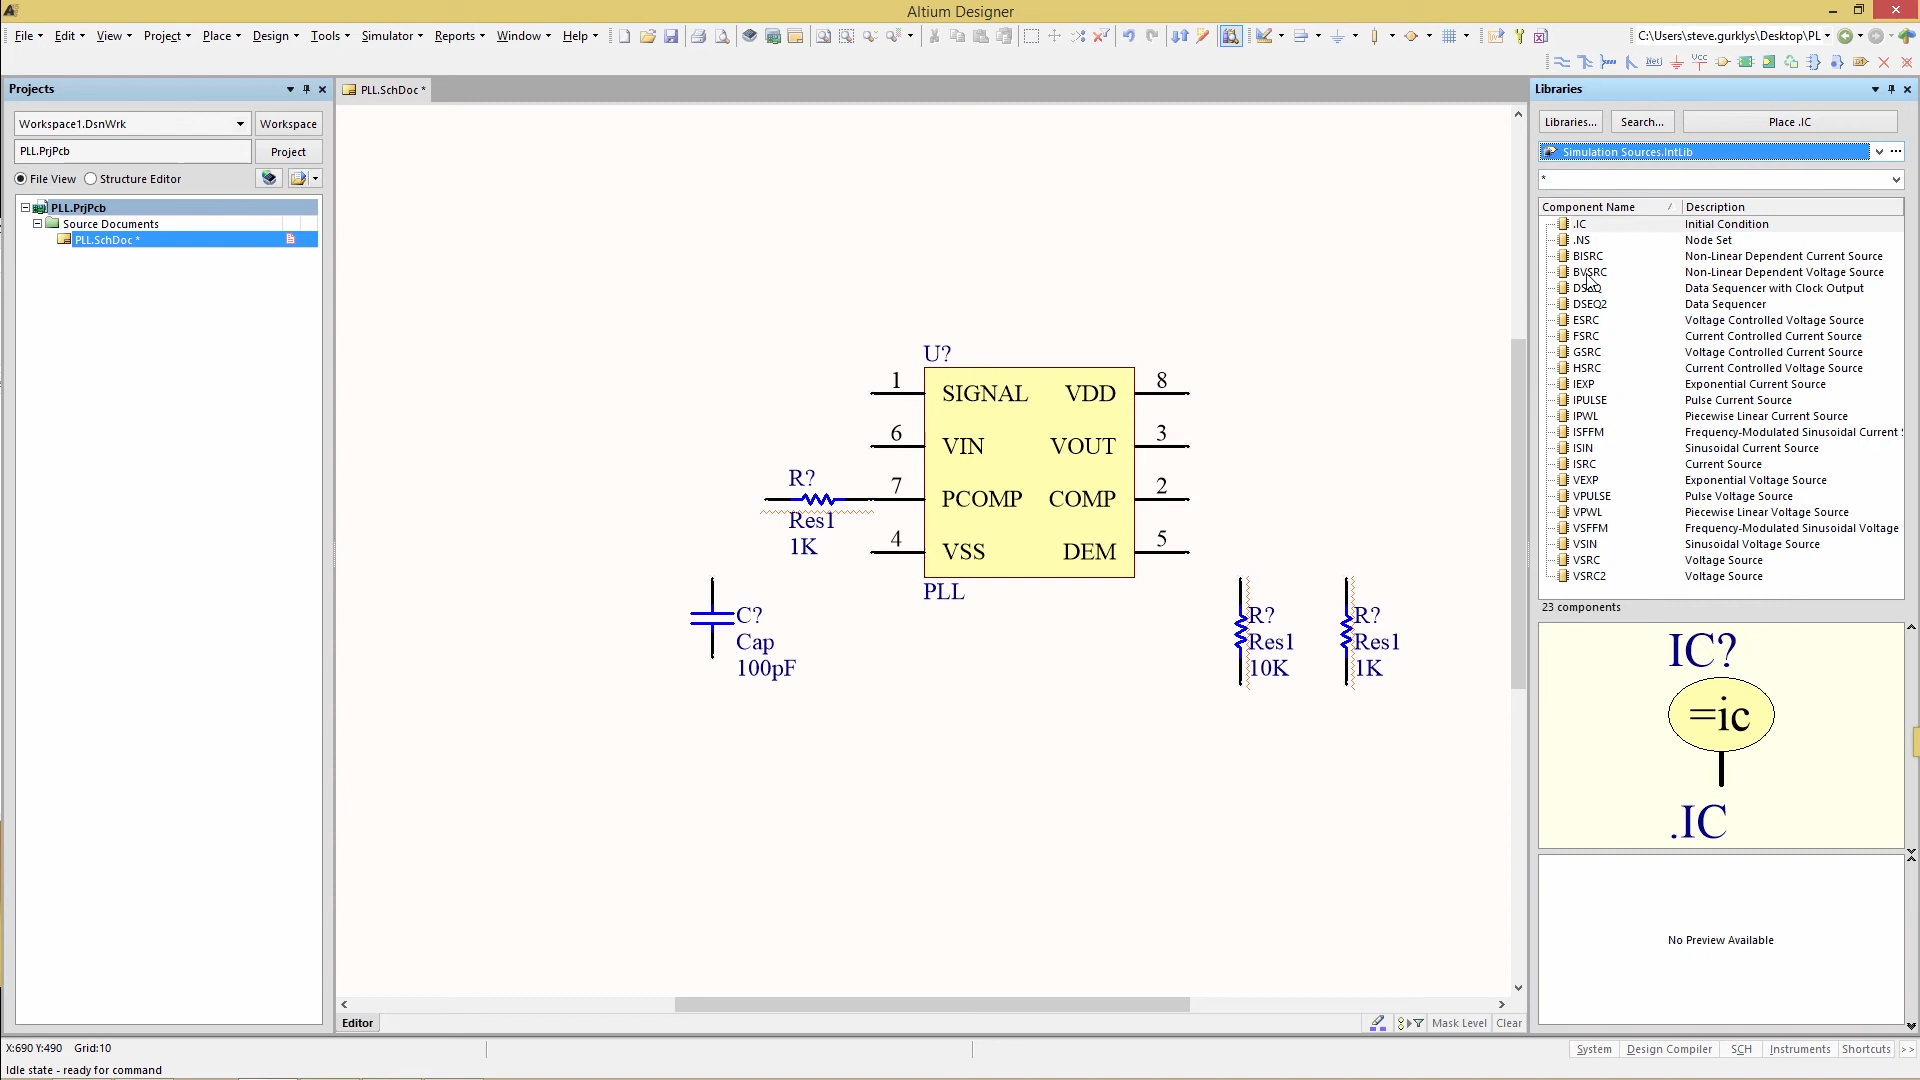 Altium Designer
File Edit View Project Place Design Tools Simulator Reports Window Help
C:\Users\steve.gurklys\Desktop\PL
Net
Vcc
Projects
PLL.SchDoc *
Libraries
Workspace1.DsnWrk
Workspace
Libraries...
Search...
Place .IC
PLL.PrjPcb
Project
Simulation Sources.IntLib
File View
Structure Editor
*
PLL.PrjPcb
Source Documents
PLL.SchDoc *
Component Name Description
.IC Initial Condition
.NS Node Set
BISRC Non-Linear Dependent Current Source
BVSRC Non-Linear Dependent Voltage Source
DSEQ Data Sequencer with Clock Output
DSEQ2 Data Sequencer
ESRC Voltage Controlled Voltage Source
FSRC Current Controlled Current Source
GSRC Voltage Controlled Current Source
HSRC Current Controlled Voltage Source
IEXP Exponential Current Source
IPULSE Pulse Current Source
IPWL Piecewise Linear Current Source
ISFFM Frequency-Modulated Sinusoidal Current
ISIN Sinusoidal Current Source
ISRC Current Source
VEXP Exponential Voltage Source
VPULSE Pulse Voltage Source
VPWL Piecewise Linear Voltage Source
VSFFM Frequency-Modulated Sinusoidal Voltage
VSIN Sinusoidal Voltage Source
VSRC Voltage Source
VSRC2 Voltage Source
23 components
U?
1 SIGNAL VDD 8
6 VIN VOUT 3
R?
7 PCOMP COMP 2
Res1
1K
4 VSS DEM 5
PLL
C?
Cap
100pF
R?
Res1
10K
R?
Res1
1K
IC?
=ic
.IC
No Preview Available
Editor
Mask Level
Clear
X:690 Y:490 Grid:10
System
Design Compiler
SCH
Instruments
Shortcuts
>>
Idle state - ready for command